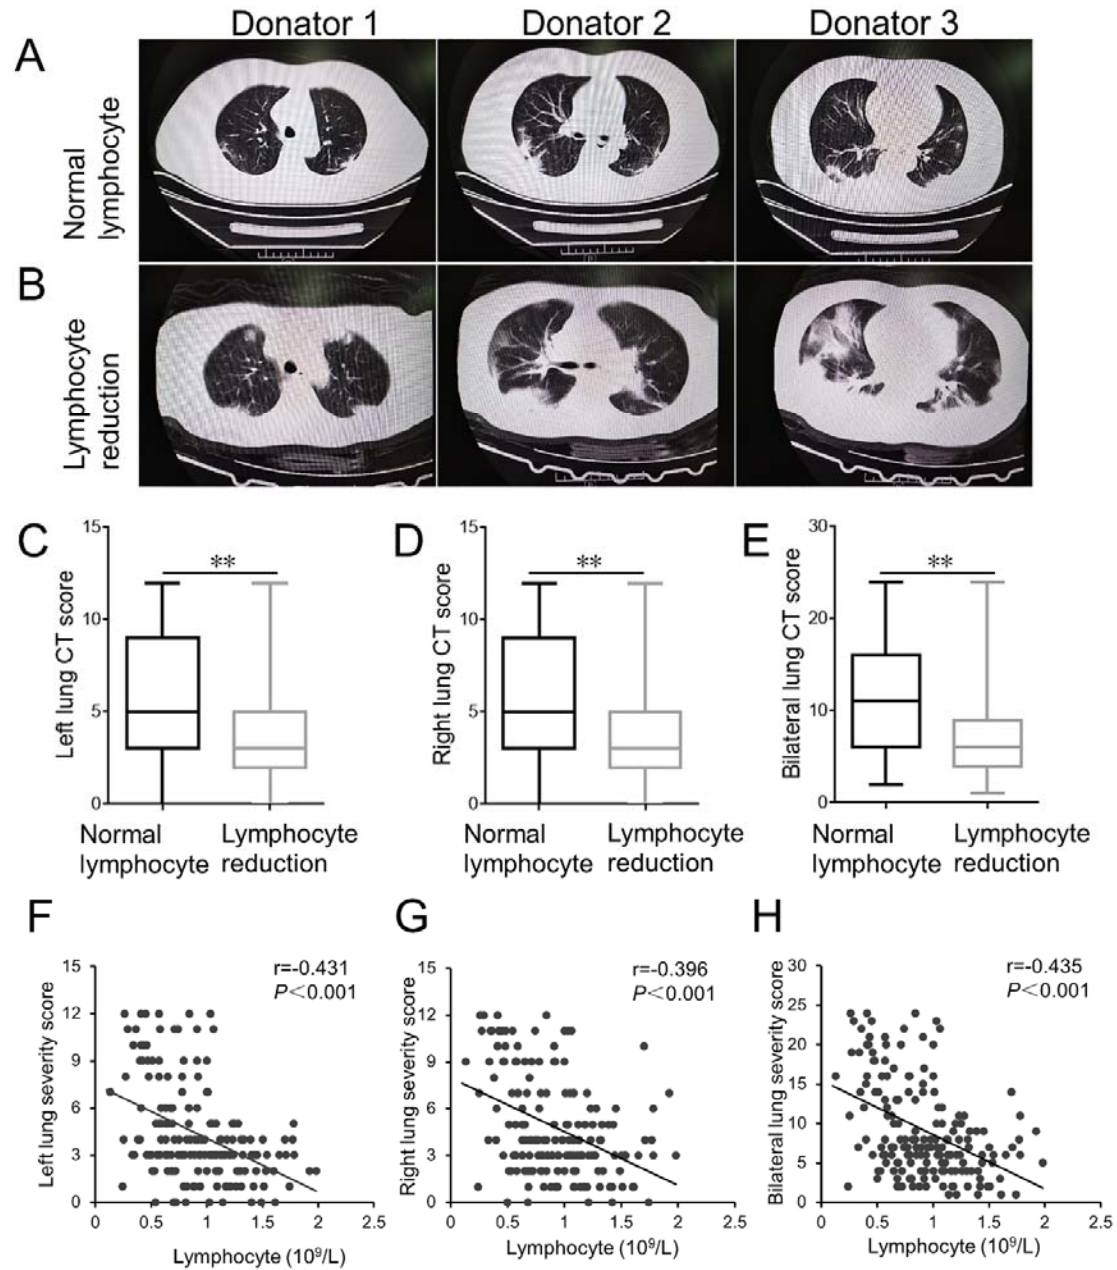 Donator 1 Donator 2 Donator 3
A
Normal
lymphocyte
B
Lymphocyte
reduction
C
Left lung CT score
15
10
5
0
**
Normal
lymphocyte
Lymphocyte
reduction
D
Right lung CT score
15
10
5
0
**
Normal
lymphocyte
Lymphocyte
reduction
E
Bilateral lung CT score
30
20
10
0
**
Normal
lymphocyte
Lymphocyte
reduction
F
Left lung severity score
15
12
9
6
3
0
r=-0.431
P<0.001
0 0.5 1 1.5 2 2.5
Lymphocyte (10⁹/L)
G
Right lung severity score
15
12
9
6
3
0
r=-0.396
P<0.001
0 0.5 1 1.5 2 2.5
Lymphocyte (10⁹/L)
H
Bilateral lung severity score
30
25
20
15
10
5
0
r=-0.435
P<0.001
0 0.5 1 1.5 2 2.5
Lymphocyte (10⁹/L)